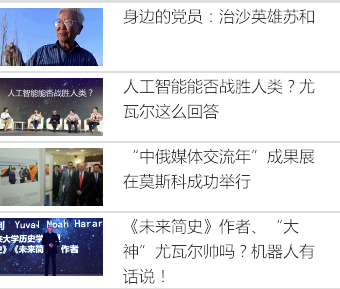 身边的党员：治沙英雄苏和
人工智能能否战胜人类？
人工智能能否战胜人类？尤
瓦尔这么回答
“中俄媒体交流年”成果展
在莫斯科成功举行
Yuval Noah Harar
来大学历史学
史》《未来简史》 作者
《未来简史》作者、“大
神”尤瓦尔帅吗？机器人有
话说！